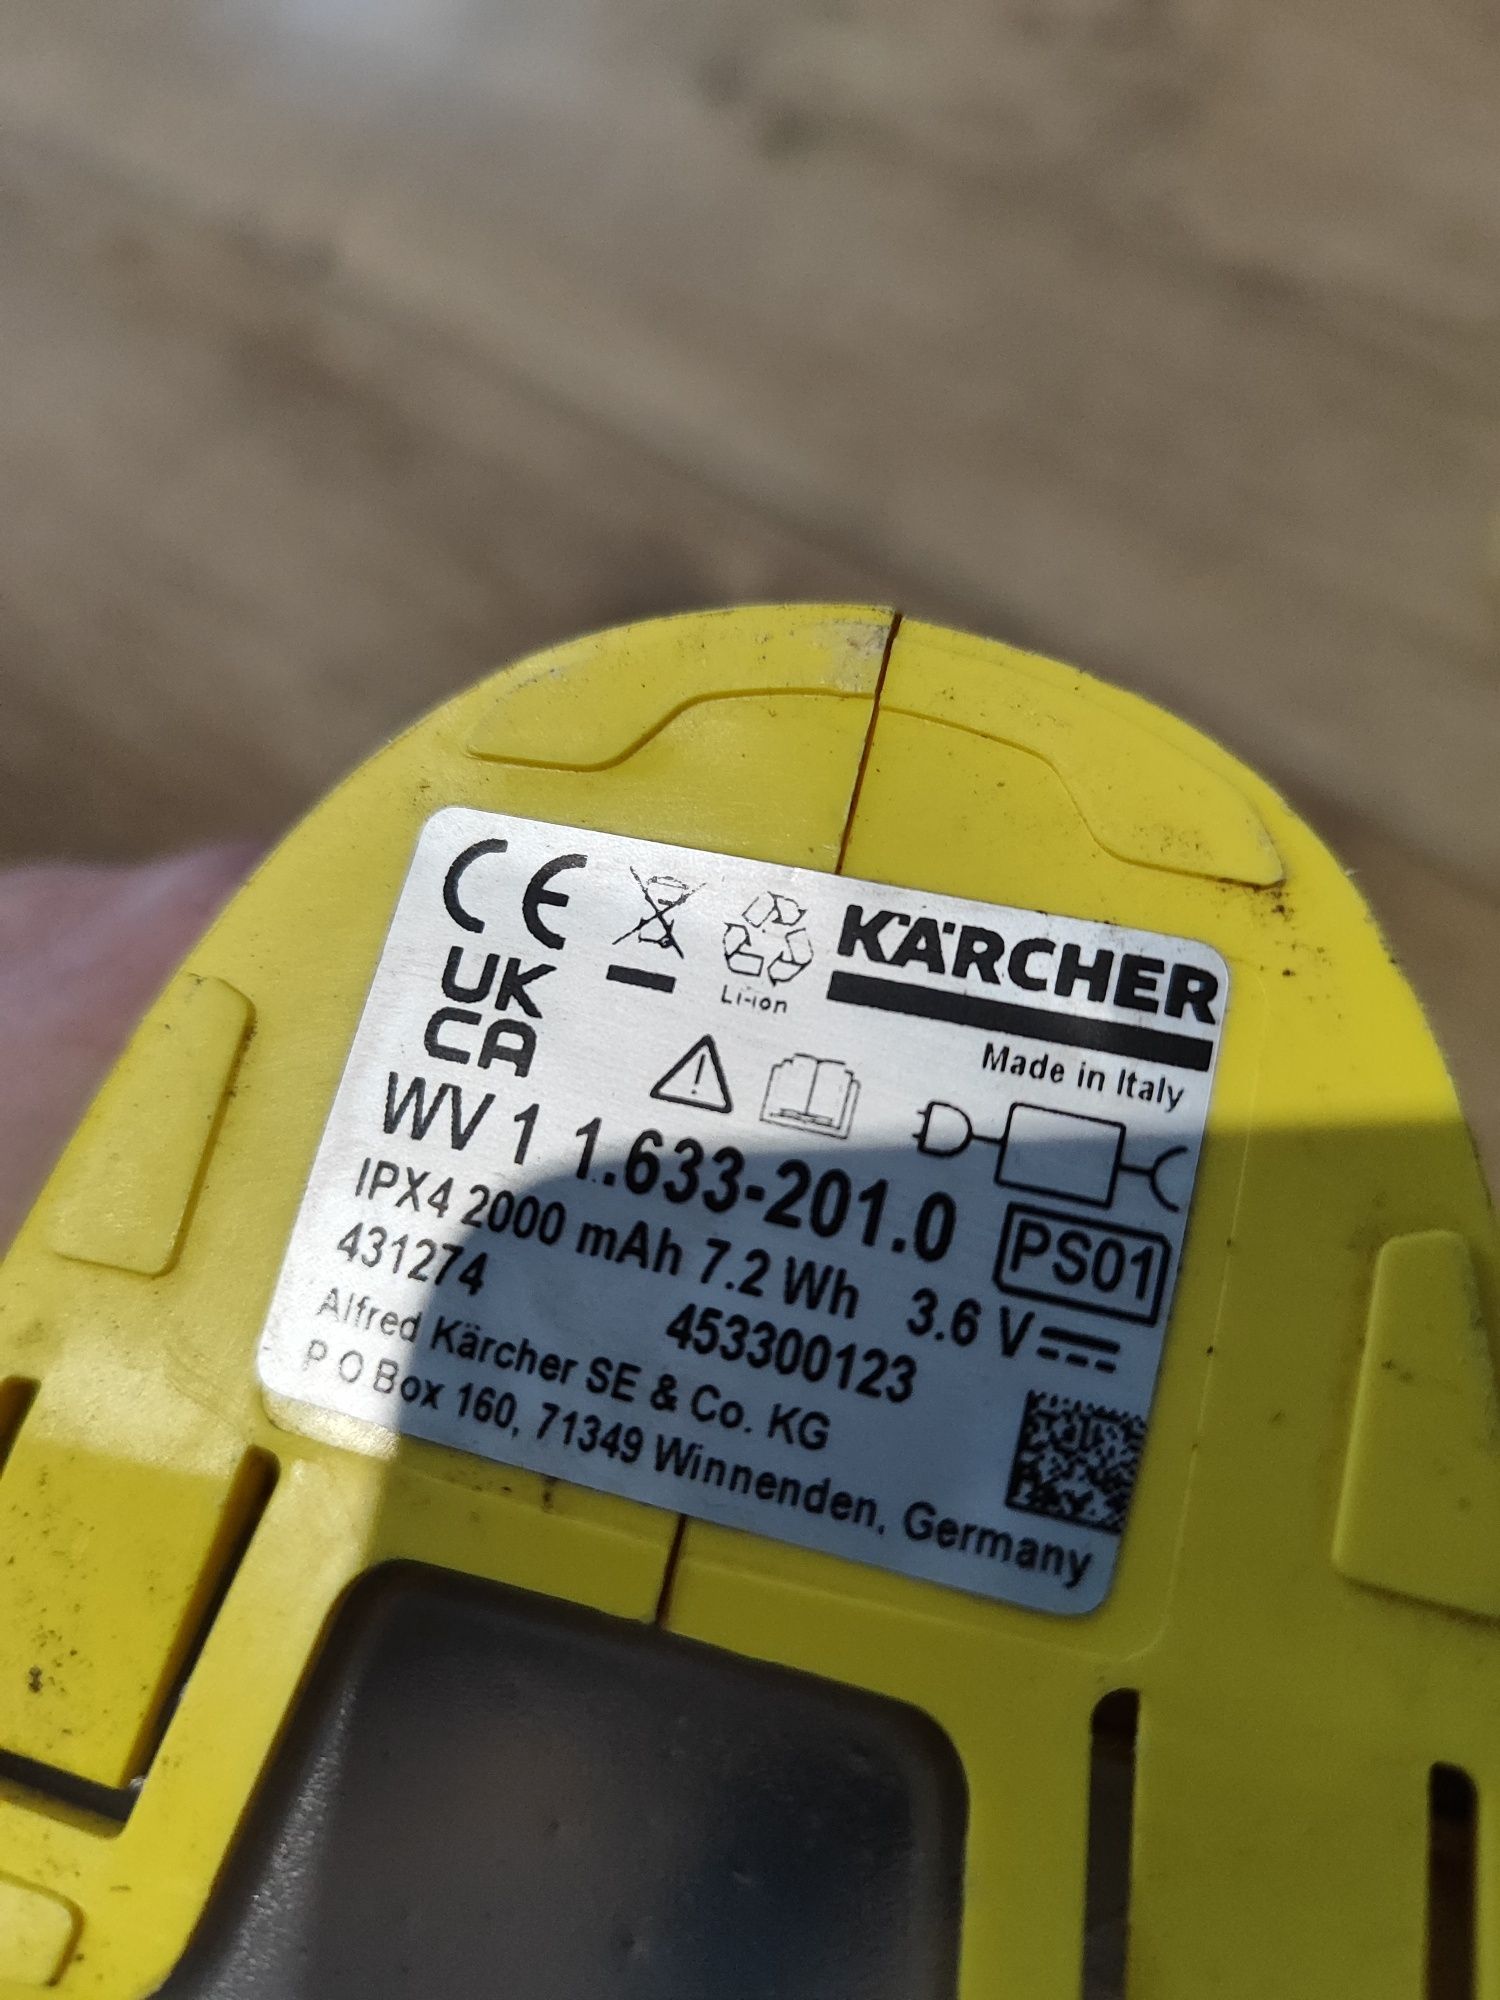 CE
KÄRCHER
UK
CA
Li-ion
Made in Italy
WV 1 1.633-201.0
PS01
IPX4 2000 mAh 7.2 Wh 3.6 V
431274 453300123
Alfred Kärcher SE & Co. KG
P O Box 160, 71349 Winnenden, Germany